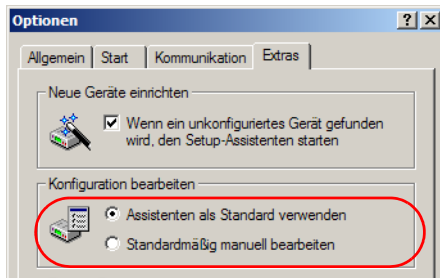 Optionen
Allgemein Start Kommunikation Extras
Neue Geräte einrichten
Wenn ein unkonfiguriertes Gerät gefunden
wird, den Setup-Assistenten starten
Konfiguration bearbeiten
Assistenten als Standard verwenden
Standardmäßig manuell bearbeiten